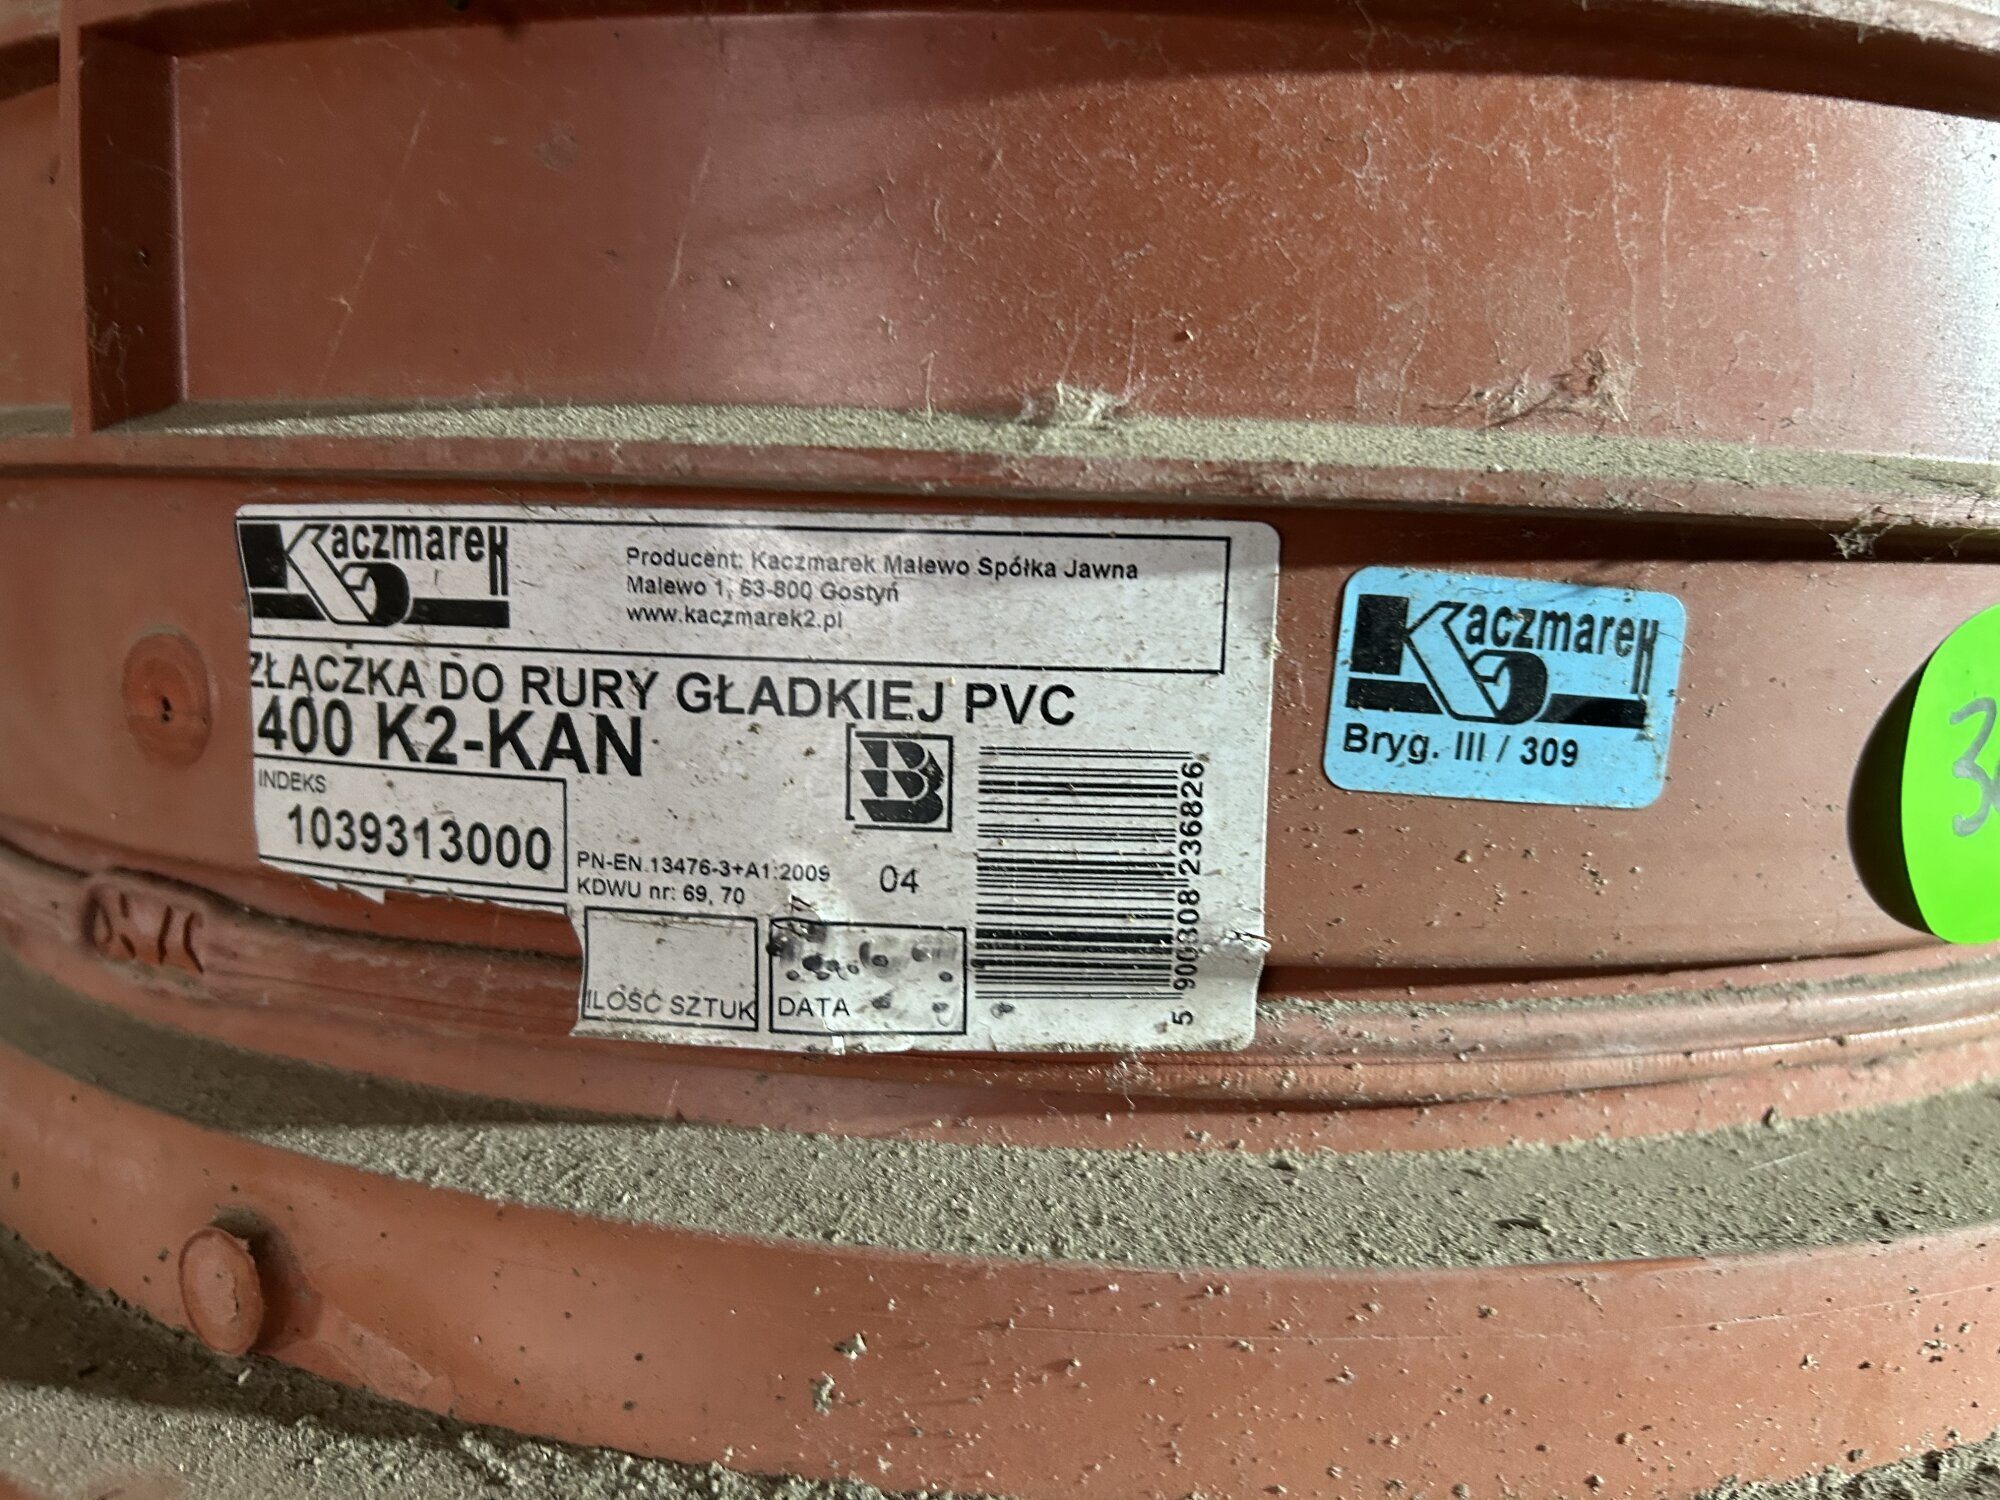 Kaczmarek
Producent: Kaczmarek Malewo Spółka Jawna
Malewo 1, 63-800 Gostyń
www.kaczmarek2.pl
ZŁĄCZKA DO RURY GŁADKIEJ PVC
400 K2-KAN
INDEKS
1039313000
PN-EN.13476-3+A1:2009
KDWU nr: 69, 70
B
04
ILOŚĆ SZTUK
DATA
5 900308 236826
Kaczmarek
Bryg. III / 309